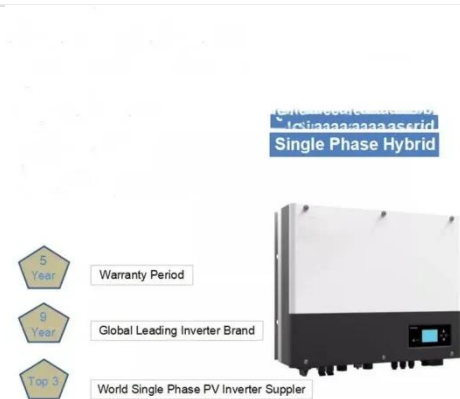 Single Phase Hybrid
5
Year
Warranty Period
9
Year
Global Leading Inverter Brand
Top 3
World Single Phase PV Inverter Suppler